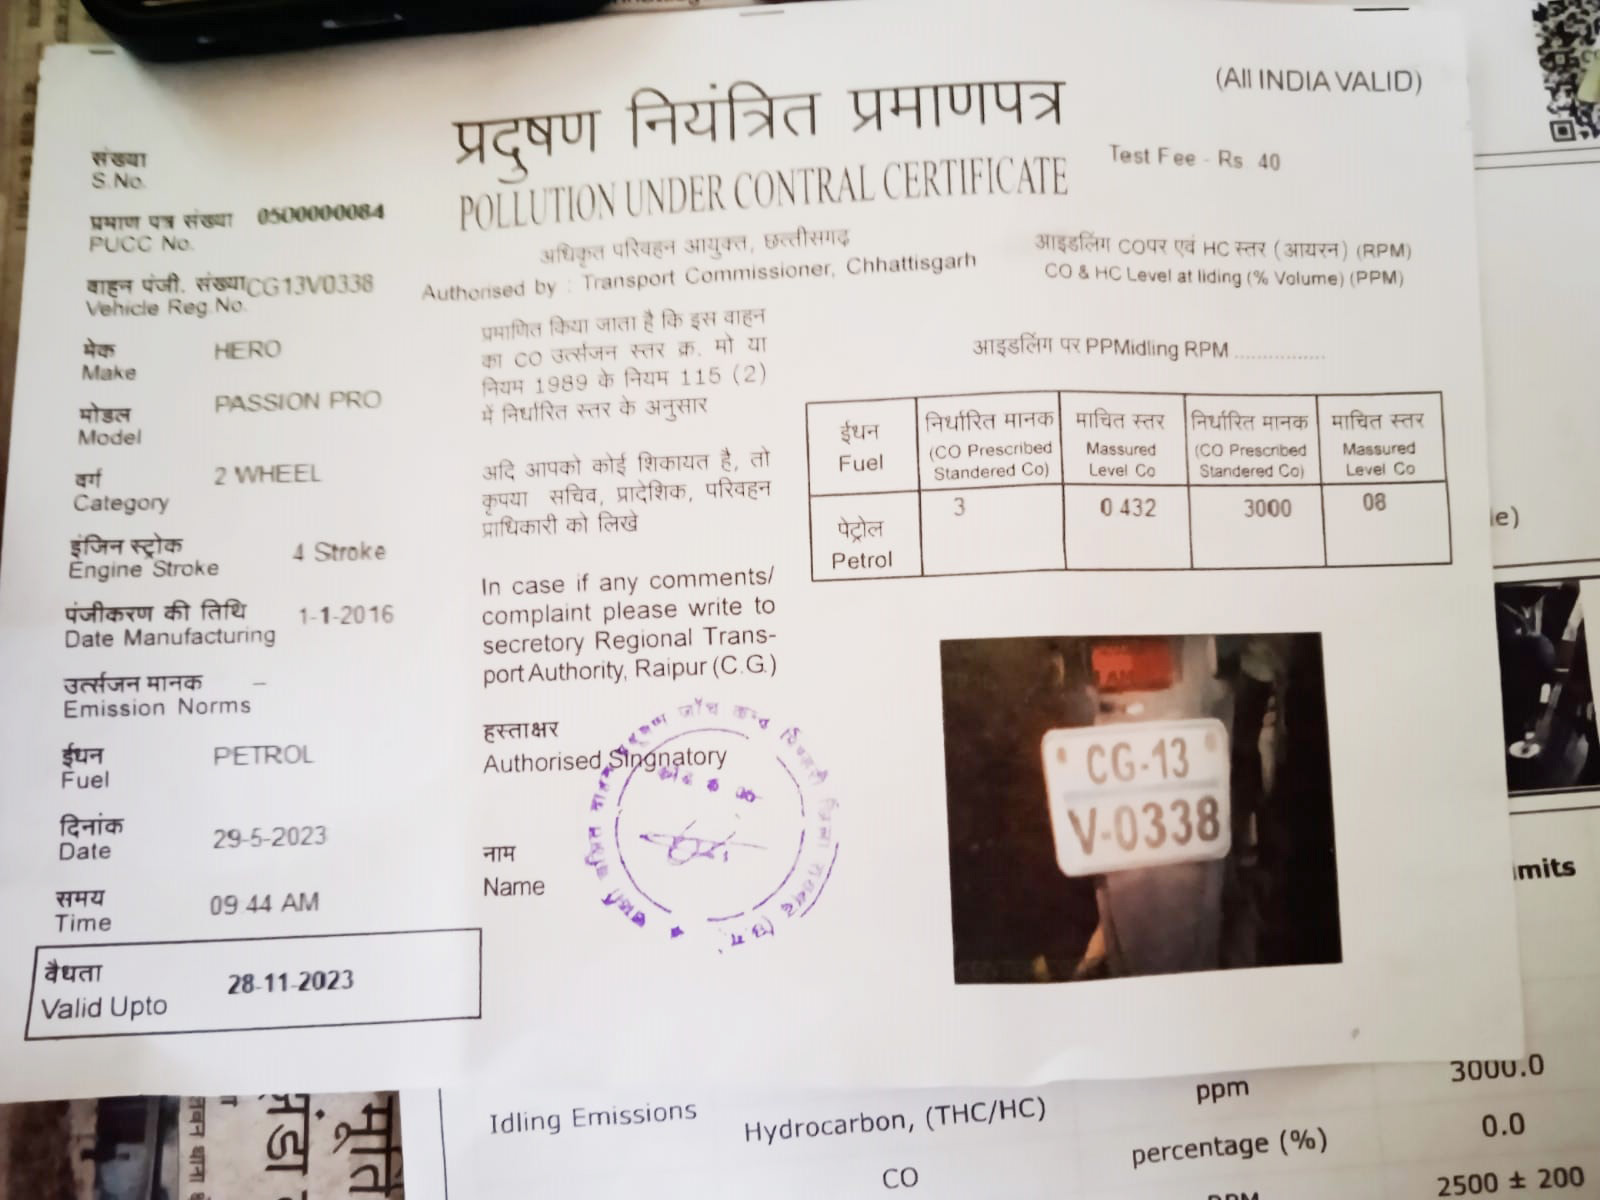 (All INDIA VALID)
प्रदुषण नियंत्रित प्रमाणपत्र
POLLUTION UNDER CONTRAL CERTIFICATE
Test Fee - Rs 40
अधिकृत परिवहन आयुक्त, छत्तीसगढ़
Authorised by : Transport Commissioner, Chhattisgarh
संख्या
S.No.
प्रमाण पत्र संख्या 0500000084
PUCC No.
वाहन पंजी. संख्या CG13V0338
Vehicle Reg.No.
मेक HERO
Make
मोडल PASSION PRO
Model
वर्ग 2 WHEEL
Category
इंजिन स्ट्रोक 4 Stroke
Engine Stroke
पंजीकरण की तिथि 1-1-2016
Date Manufacturing
उर्त्सजन मानक –
Emission Norms
ईधन PETROL
Fuel
दिनांक 29-5-2023
Date
समय 09:44 AM
Time
वैधता 28-11-2023
Valid Upto
प्रमाणित किया जाता है कि इस वाहन
का CO उर्त्सजन स्तर क्र. मो या
नियम 1989 के नियम 115 (2)
में निर्धारित स्तर के अनुसार
अदि आपको कोई शिकायत है, तो
कृपया सचिव, प्रादेशिक, परिवहन
प्राधिकारी को लिखे
In case if any comments/
complaint please write to
secretory Regional Trans-
port Authority, Raipur (C.G.)
हस्ताक्षर
Authorised Singnatory
नाम
Name
आइडलिंग COपर एवं HC स्तर (आयरन) (RPM)
CO & HC Level at liding (% Volume) (PPM)
आइडलिंग पर PPMidling RPM ................
ईधन निर्धारित मानक माचित स्तर निर्धारित मानक माचित स्तर
Fuel (CO Prescribed Massured (CO Prescribed Massured
Standered Co) Level Co Standered Co) Level Co
पेट्रोल 3 0.432 3000 08
Petrol
CG-13
V-0338
le)
mits
Idling Emissions Hydrocarbon, (THC/HC) ppm 3000.0
CO percentage (%) 0.0
RPM 2500 ± 200